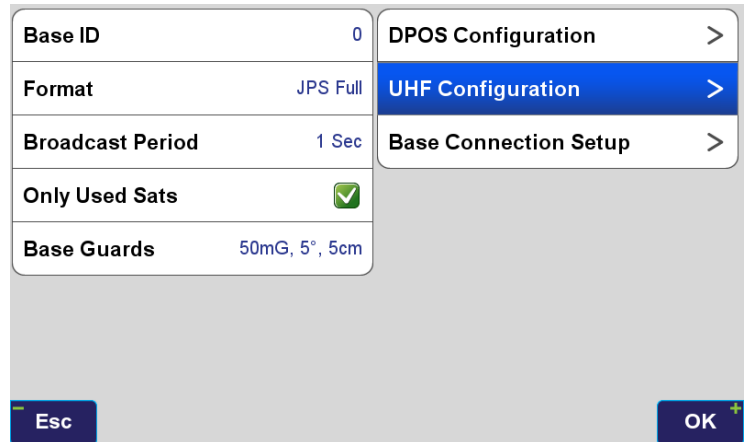 Base ID 0
Format JPS Full
Broadcast Period 1 Sec
Only Used Sats
Base Guards 50mG, 5°, 5cm
DPOS Configuration >
UHF Configuration >
Base Connection Setup >
- Esc
OK +